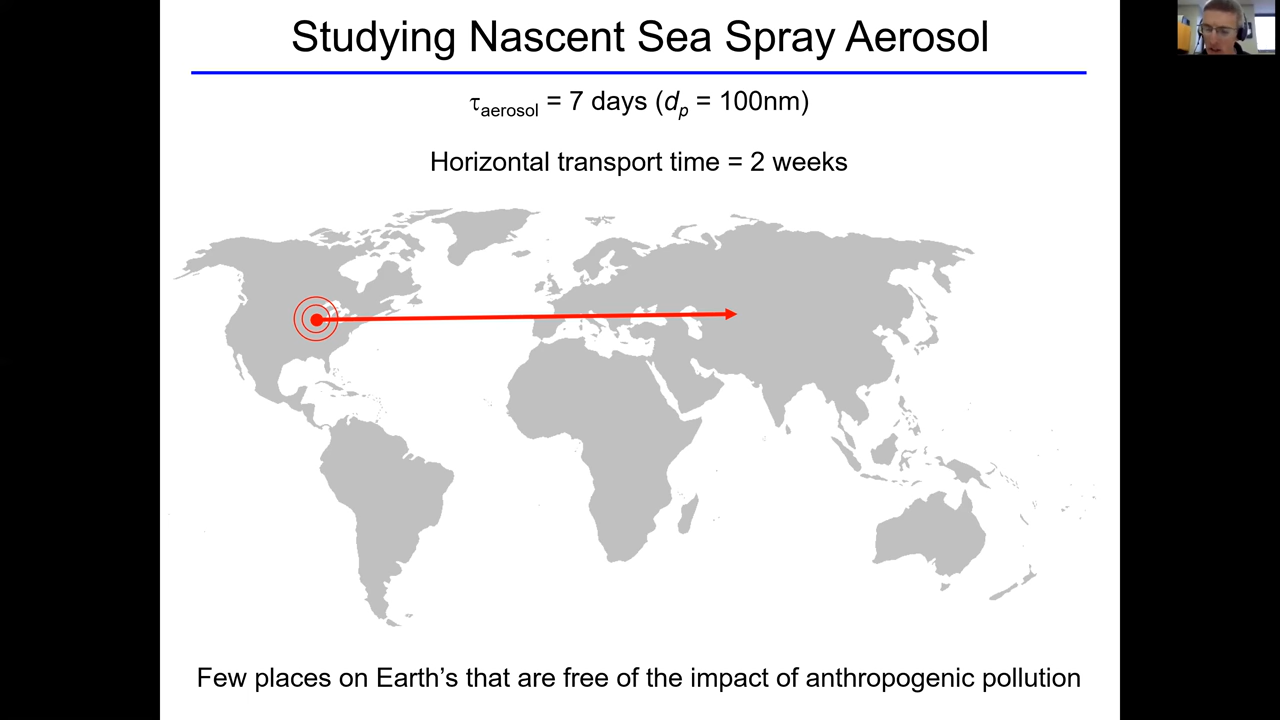 Studying Nascent Sea Spray Aerosol
τaerosol = 7 days (dp = 100nm)
Horizontal transport time = 2 weeks
Few places on Earth’s that are free of the impact of anthropogenic pollution